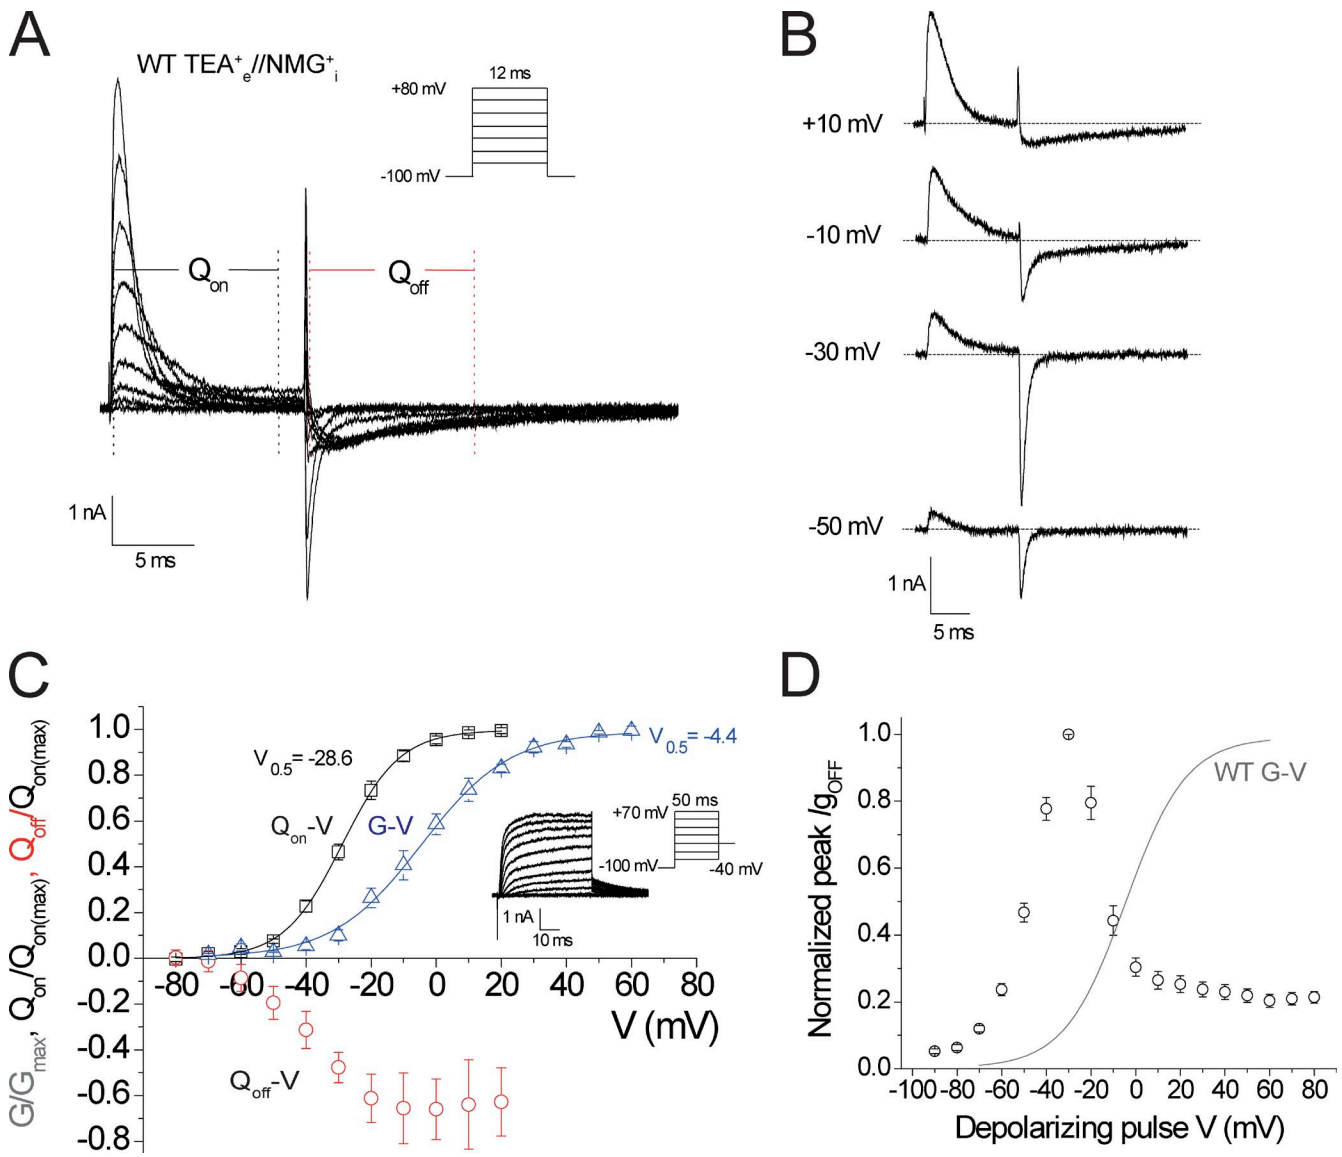 A
WT TEA⁺ₑ//NMG⁺ᵢ
12 ms
+80 mV
-100 mV
Qon
Qoff
1 nA
5 ms
B
+10 mV
-10 mV
-30 mV
-50 mV
1 nA
5 ms
C
G/Gmax, Qon/Qon(max), Qoff/Qon(max)
1.0
0.8
0.6
0.4
0.2
0.0
-0.2
-0.4
-0.6
-0.8
-80 -60 -40 -20 0 20 40 60 80
V (mV)
V0.5= -28.6
V0.5= -4.4
Qon-V
G-V
Qoff-V
50 ms
+70 mV
-100 mV
-40 mV
1 nA
10 ms
D
Normalized peak /gOFF
1.0
0.8
0.6
0.4
0.2
0.0
WT G-V
-100 -80 -60 -40 -20 0 20 40 60 80
Depolarizing pulse V (mV)